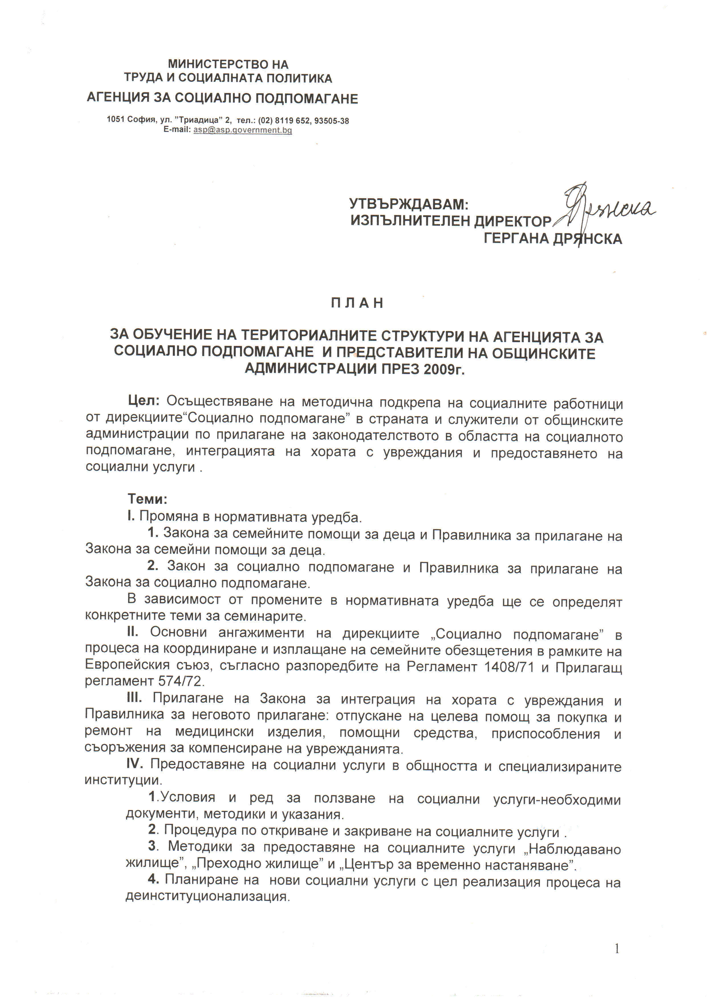 МИНИСТЕРСТВО НА
ТРУДА И СОЦИАЛНАТА ПОЛИТИКА
АГЕНЦИЯ ЗА СОЦИАЛНО ПОДПОМАГАНЕ
1051 София, ул. ”Триадица” 2, тел.: (02) 8119 652, 93505-38
E-mail: asp@asp.government.bg
УТВЪРЖДАВАМ:
ИЗПЪЛНИТЕЛЕН ДИРЕКТОР Дрянска
ГЕРГАНА ДРЯНСКА
П Л А Н
ЗА ОБУЧЕНИЕ НА ТЕРИТОРИАЛНИТЕ СТРУКТУРИ НА АГЕНЦИЯТА ЗА
СОЦИАЛНО ПОДПОМАГАНЕ И ПРЕДСТАВИТЕЛИ НА ОБЩИНСКИТЕ
АДМИНИСТРАЦИИ ПРЕЗ 2009г.
Цел: Осъществяване на методична подкрепа на социалните работници
от дирекциите“Социално подпомагане” в страната и служители от общинските
администрации по прилагане на законодателството в областта на социалното
подпомагане, интеграцията на хората с увреждания и предоставянето на
социални услуги .
Теми:
I. Промяна в нормативната уредба.
1. Закона за семейните помощи за деца и Правилника за прилагане на
Закона за семейни помощи за деца.
2. Закон за социално подпомагане и Правилника за прилагане на
Закона за социално подпомагане.
В зависимост от промените в нормативната уредба ще се определят
конкретните теми за семинарите.
II. Основни ангажименти на дирекциите „Социално подпомагане” в
процеса на координиране и изплащане на семейните обезщетения в рамките на
Европейския съюз, съгласно разпоредбите на Регламент 1408/71 и Прилагащ
регламент 574/72.
III. Прилагане на Закона за интеграция на хората с увреждания и
Правилника за неговото прилагане: отпускане на целева помощ за покупка и
ремонт на медицински изделия, помощни средства, приспособления и
съоръжения за компенсиране на уврежданията.
IV. Предоставяне на социални услуги в общността и специализираните
институции.
1.Условия и ред за ползване на социални услуги-необходими
документи, методики и указания.
2. Процедура по откриване и закриване на социалните услуги .
3. Методики за предоставяне на социалните услуги „Наблюдавано
жилище”, „Преходно жилище” и „Център за временно настаняване”.
4. Планиране на нови социални услуги с цел реализация процеса на
деинституционализация.
1